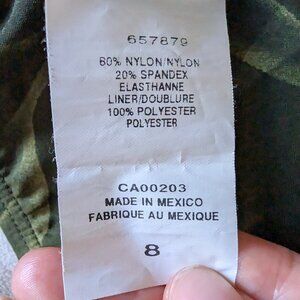 657879
80% NYLON/NYLON
20% SPANDEX
ELASTHANNE
LINER/DOUBLURE
100% POLYESTER
POLYESTER
CA00203
MADE IN MEXICO
FABRIQUE AU MEXIQUE
8